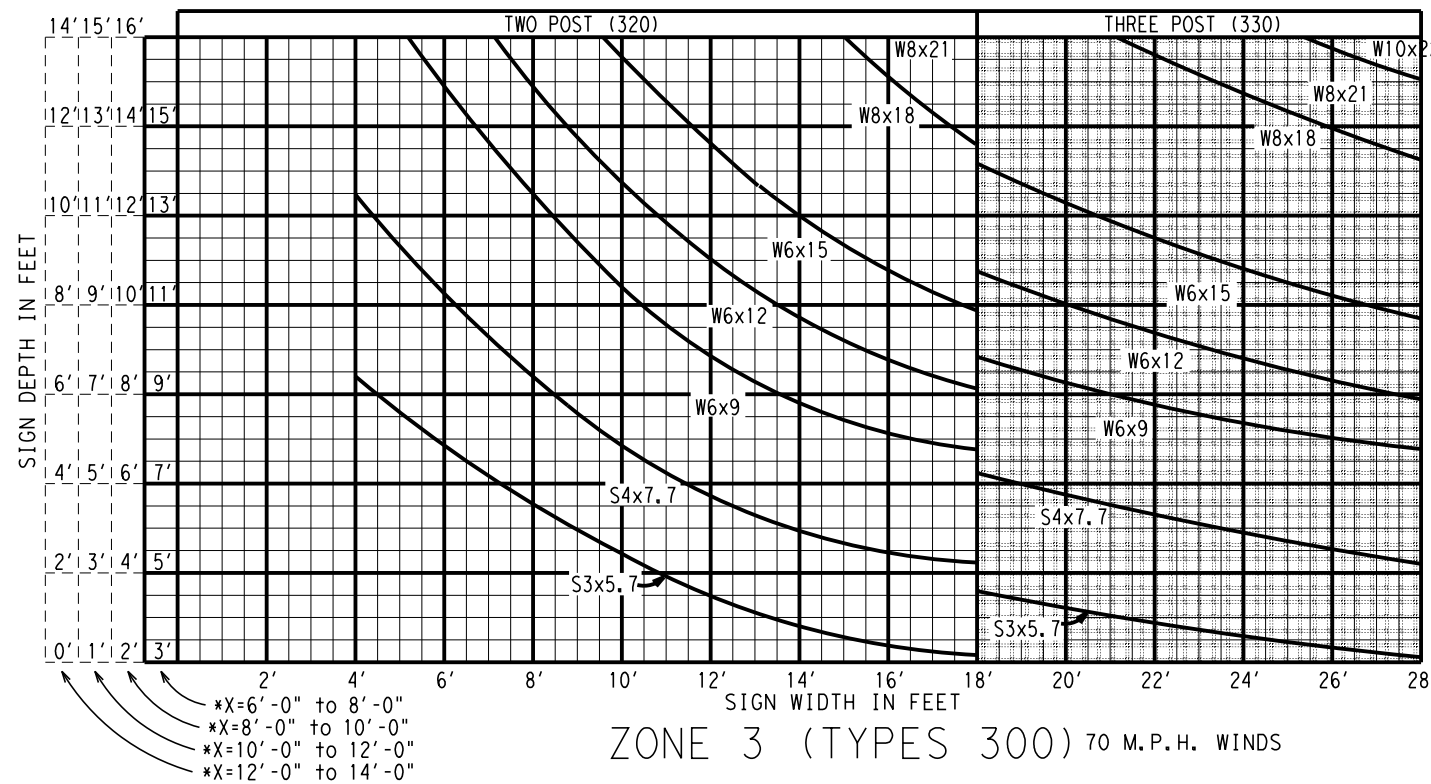 TWO POST (320) THREE POST (330)
14' 15' 16'
W8x21 W10x2
W8x21
12' 13' 14' 15' W8x18
W8x18
10' 11' 12' 13'
W6x15
8' 9' 10' 11' W6x15
W6x12
W6x12
6' 7' 8' 9'
W6x9
W6x9
4' 5' 6' 7'
S4x7.7
S4x7.7
2' 3' 4' 5'
S3x5.7
S3x5.7
0' 1' 2' 3'
SIGN DEPTH IN FEET
2' 4' 6' 8' 10' 12' 14' 16' 18' 20' 22' 24' 26' 28
SIGN WIDTH IN FEET
*X=6'-0" to 8'-0"
*X=8'-0" to 10'-0"
*X=10'-0" to 12'-0"
*X=12'-0" to 14'-0"
ZONE 3 (TYPES 300) 70 M.P.H. WINDS